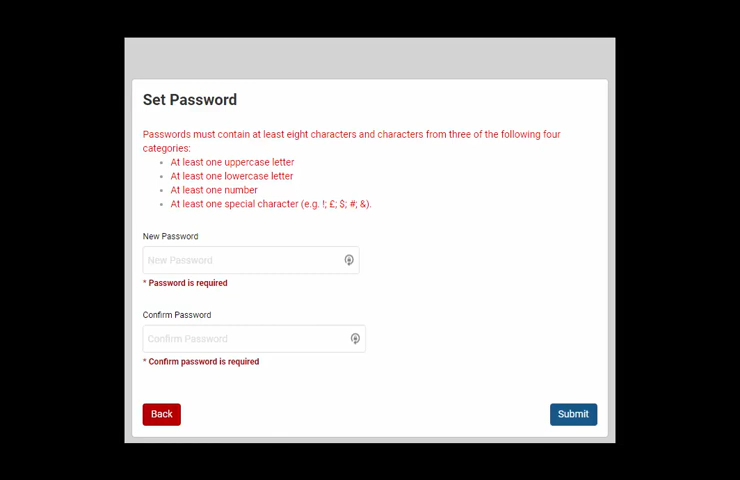 Set Password
Passwords must contain at least eight characters and characters from three of the following four
categories:
At least one uppercase letter
At least one lowercase letter
At least one number
At least one special character (e.g. !; £; $; #; &).
New Password
New Password
* Password is required
Confirm Password
Confirm Password
* Confirm password is required
Back
Submit